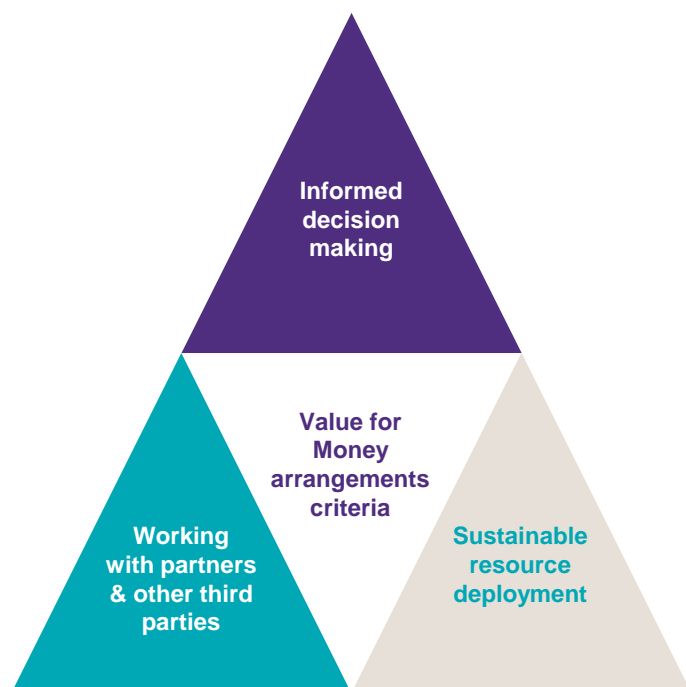 Informed
decision
making
Value for
Money
arrangements
criteria
Working
with partners
& other third
parties
Sustainable
resource
deployment